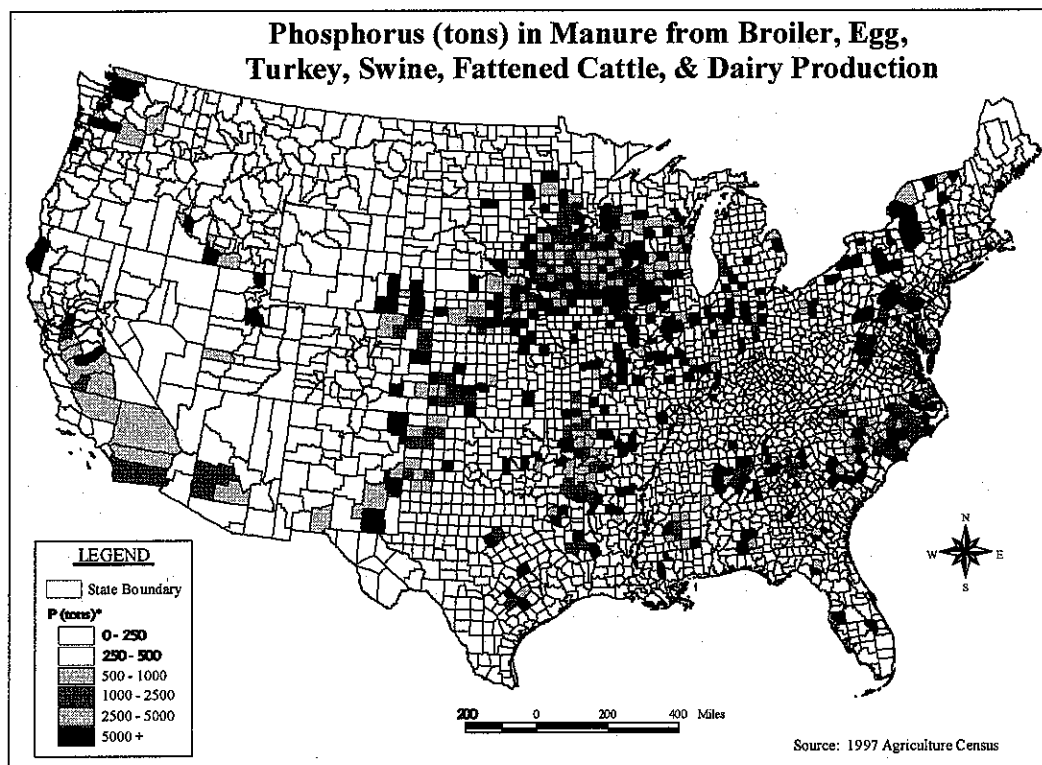 Phosphorus (tons) in Manure from Broiler, Egg,
Turkey, Swine, Fattened Cattle, & Dairy Production
N
W
E
S
LEGEND
State Boundary
P (tons)*
0 - 250
250 - 500
500 - 1000
1000 - 2500
2500 - 5000
5000 +
200 0 200 400 Miles
Source: 1997 Agriculture Census